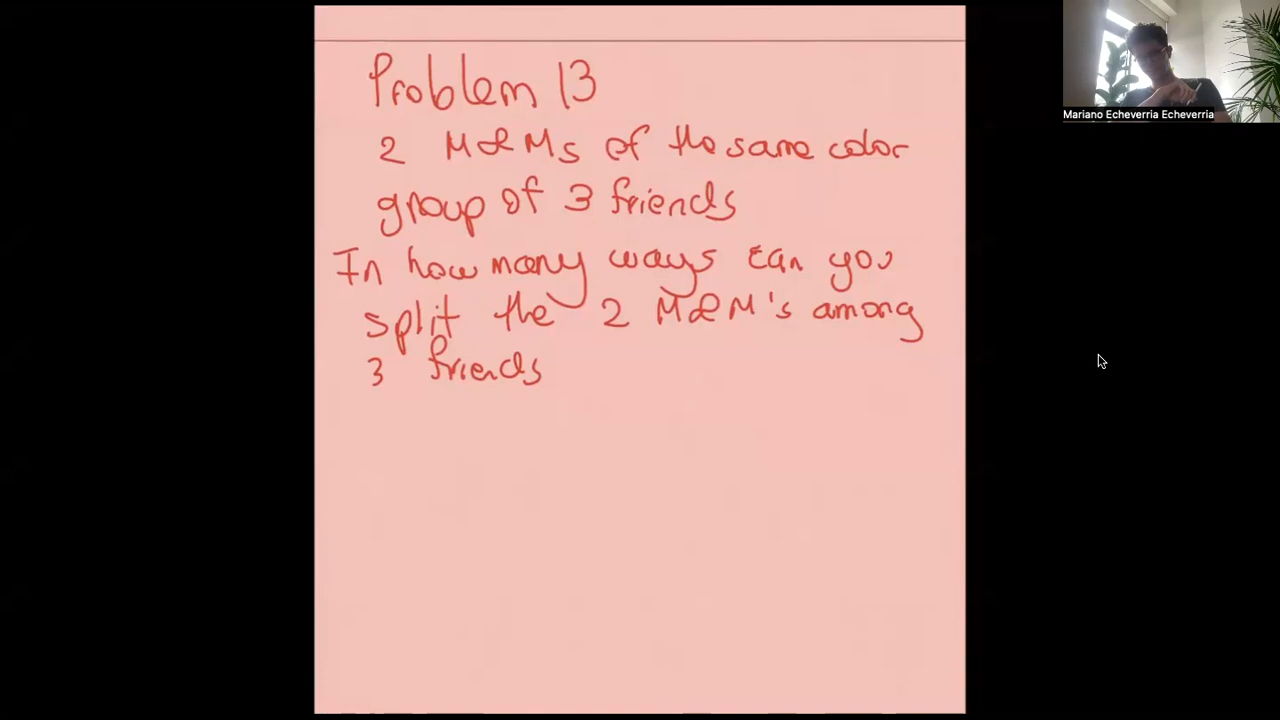 Problem 13
2 M&Ms of the same color
group of 3 friends
In how many ways can you
split the 2 M&M's among
3 friends
Mariano Echeverria Echeverria